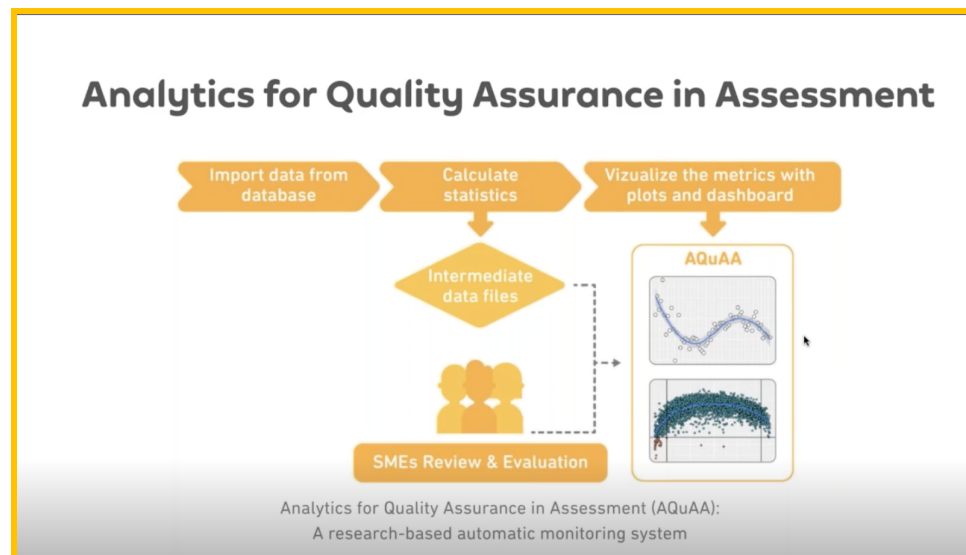 Analytics for Quality Assurance in Assessment
Import data from
database
Calculate
statistics
Vizualize the metrics with
plots and dashboard
Intermediate
data files
AQuAA
SMEs Review & Evaluation
Analytics for Quality Assurance in Assessment (AQuAA):
A research-based automatic monitoring system